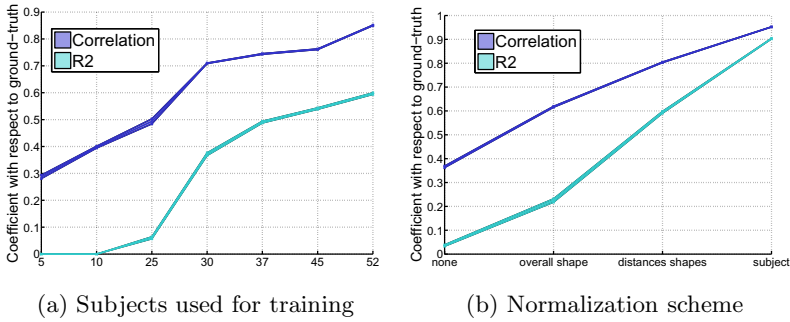 Coefficient with respect to ground-truth
0.9
0.8
0.7
0.6
0.5
0.4
0.3
0.2
0.1
0
Correlation
R2
5 10 25 30 37 45 52
(a) Subjects used for training
Coefficient with respect to ground-truth
1
0.9
0.8
0.7
0.6
0.5
0.4
0.3
0.2
0.1
0
Correlation
R2
none overall shape distances shapes subject
(b) Normalization scheme